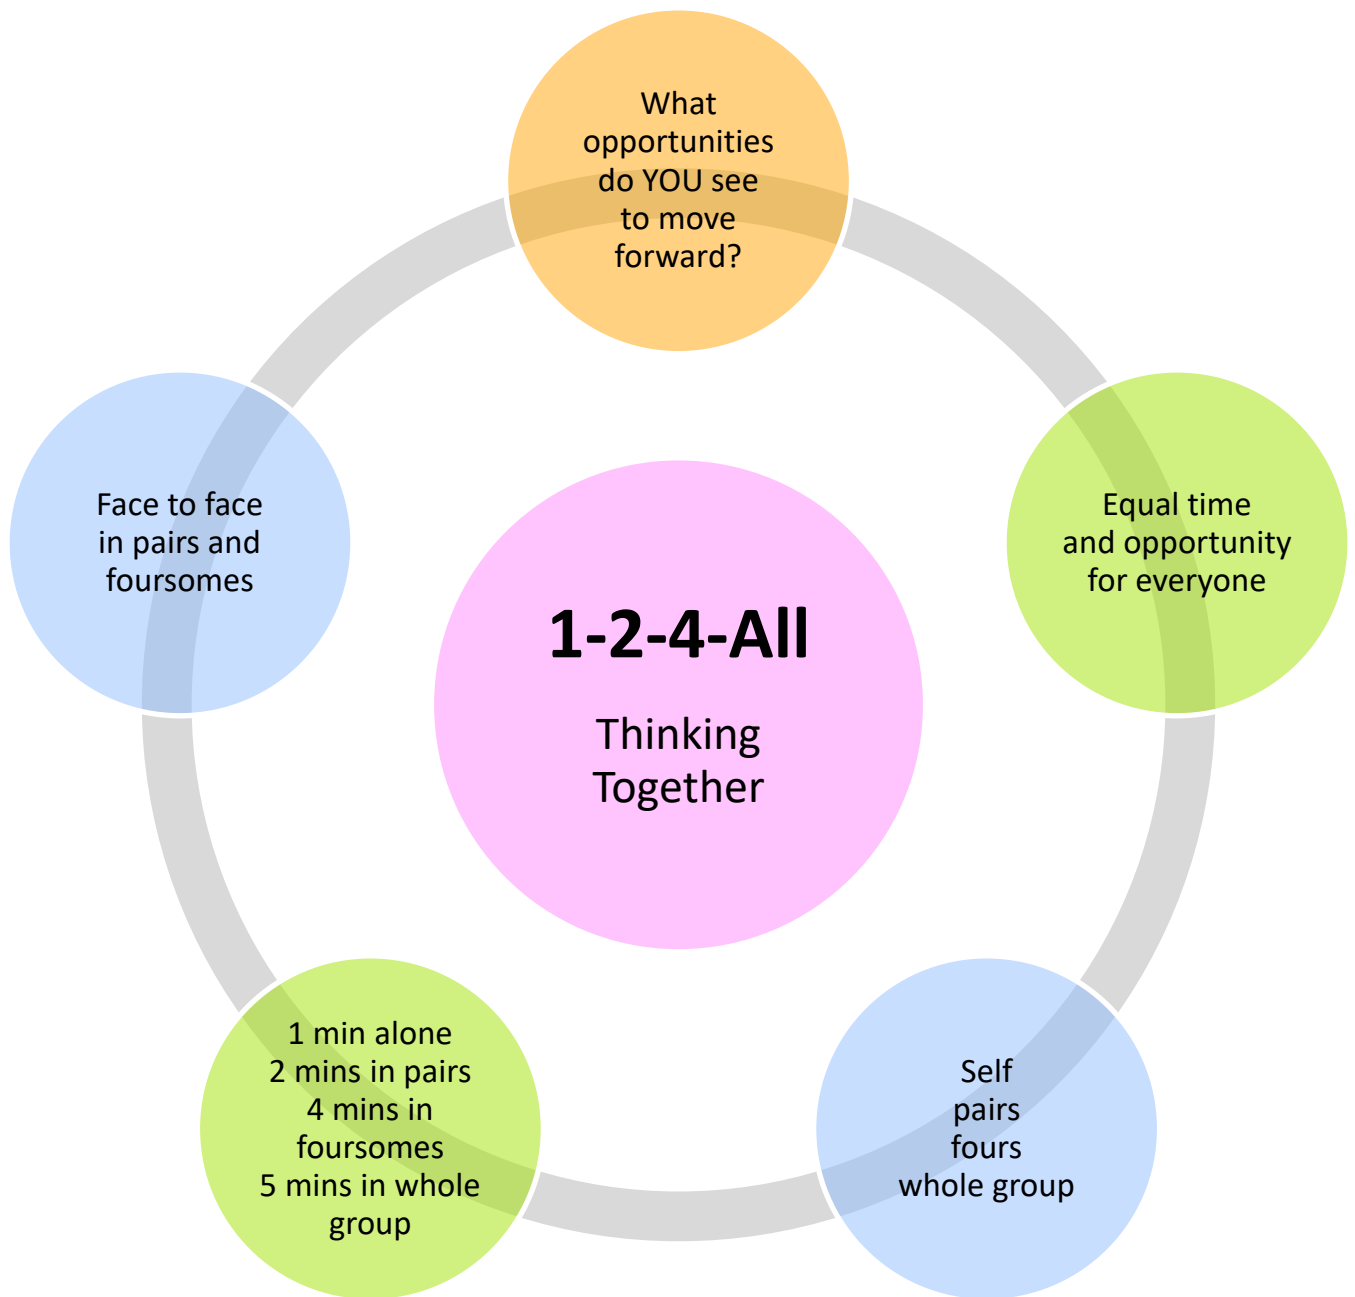 What
opportunities
do YOU see
to move
forward?
Equal time
and opportunity
for everyone
Self
pairs
fours
whole group
1 min alone
2 mins in pairs
4 mins in
foursomes
5 mins in whole
group
Face to face
in pairs and
foursomes
1-2-4-All
Thinking
Together